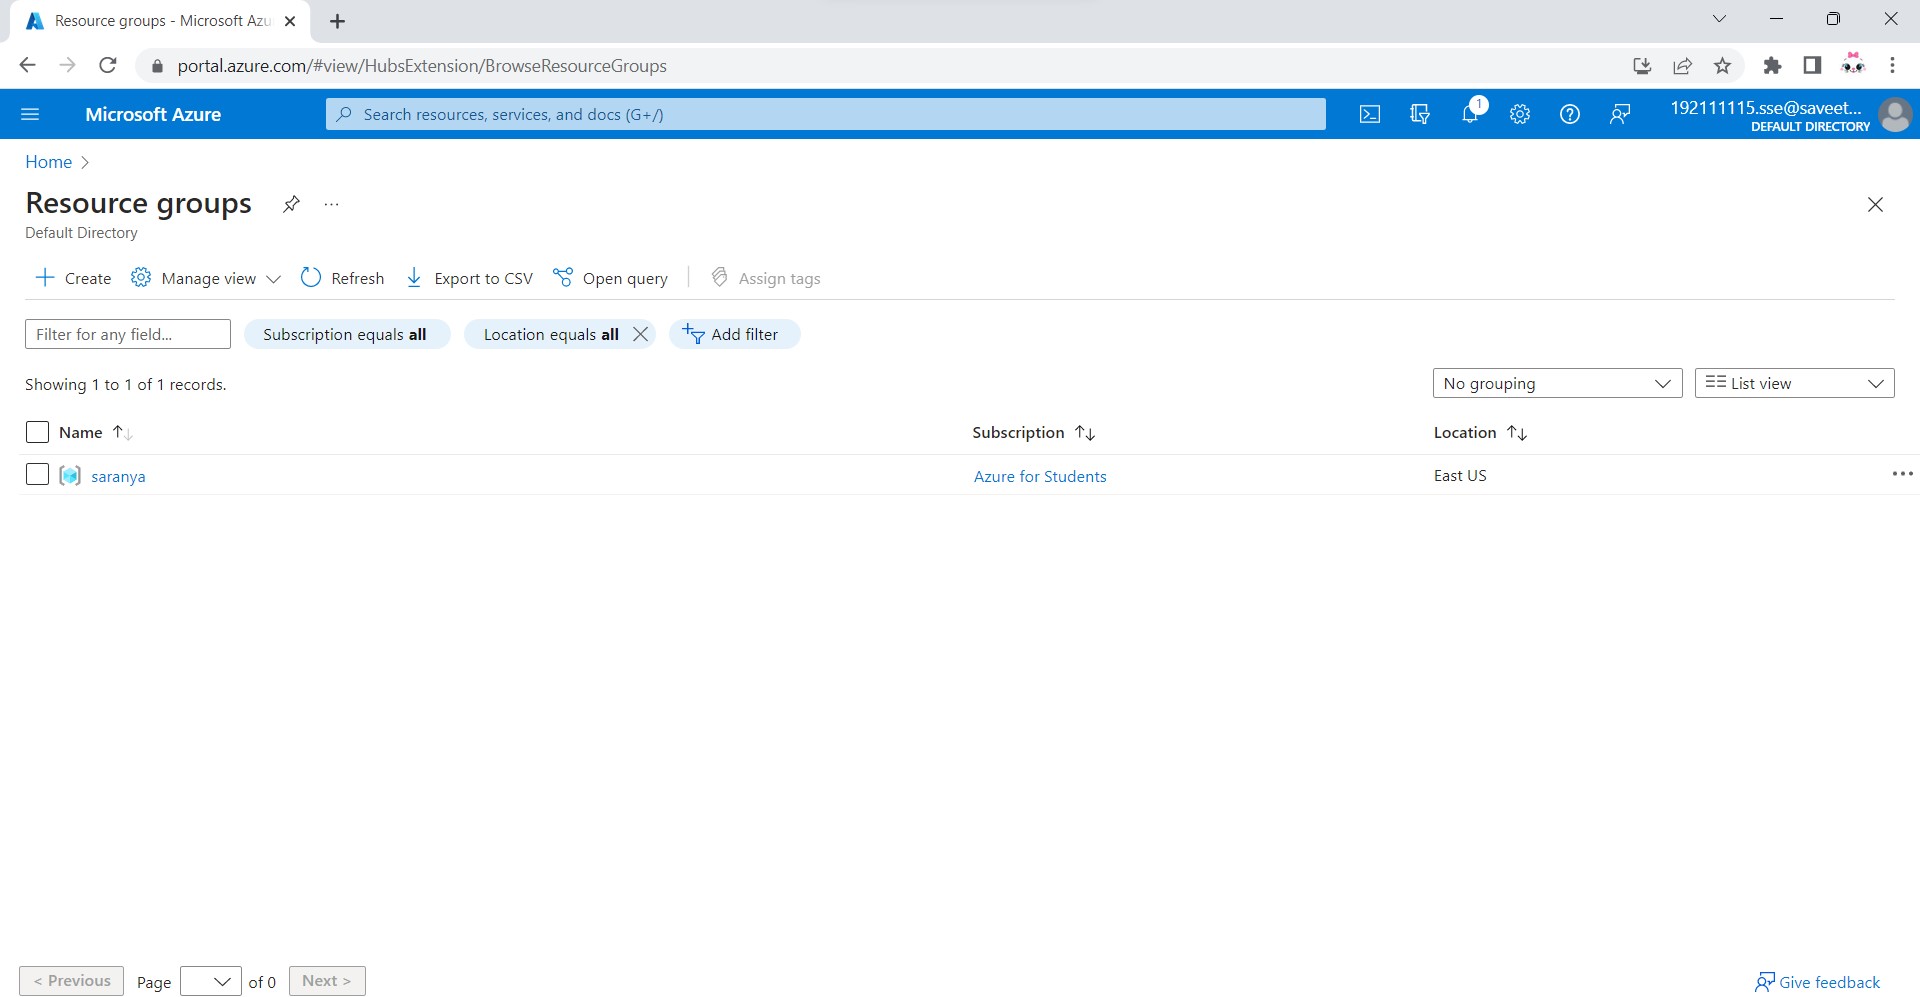 Resource groups - Microsoft Azu
portal.azure.com/#view/HubsExtension/BrowseResourceGroups
Microsoft Azure
Search resources, services, and docs (G+/)
1
192111115.sse@saveet...
DEFAULT DIRECTORY
Home
Resource groups
...
Default Directory
Create
Manage view
Refresh
Export to CSV
Open query
Assign tags
Filter for any field...
Subscription equals all
Location equals all
Add filter
Showing 1 to 1 of 1 records.
No grouping
List view
Name
Subscription
Location
saranya
Azure for Students
East US
< Previous
Page
of 0
Next >
Give feedback